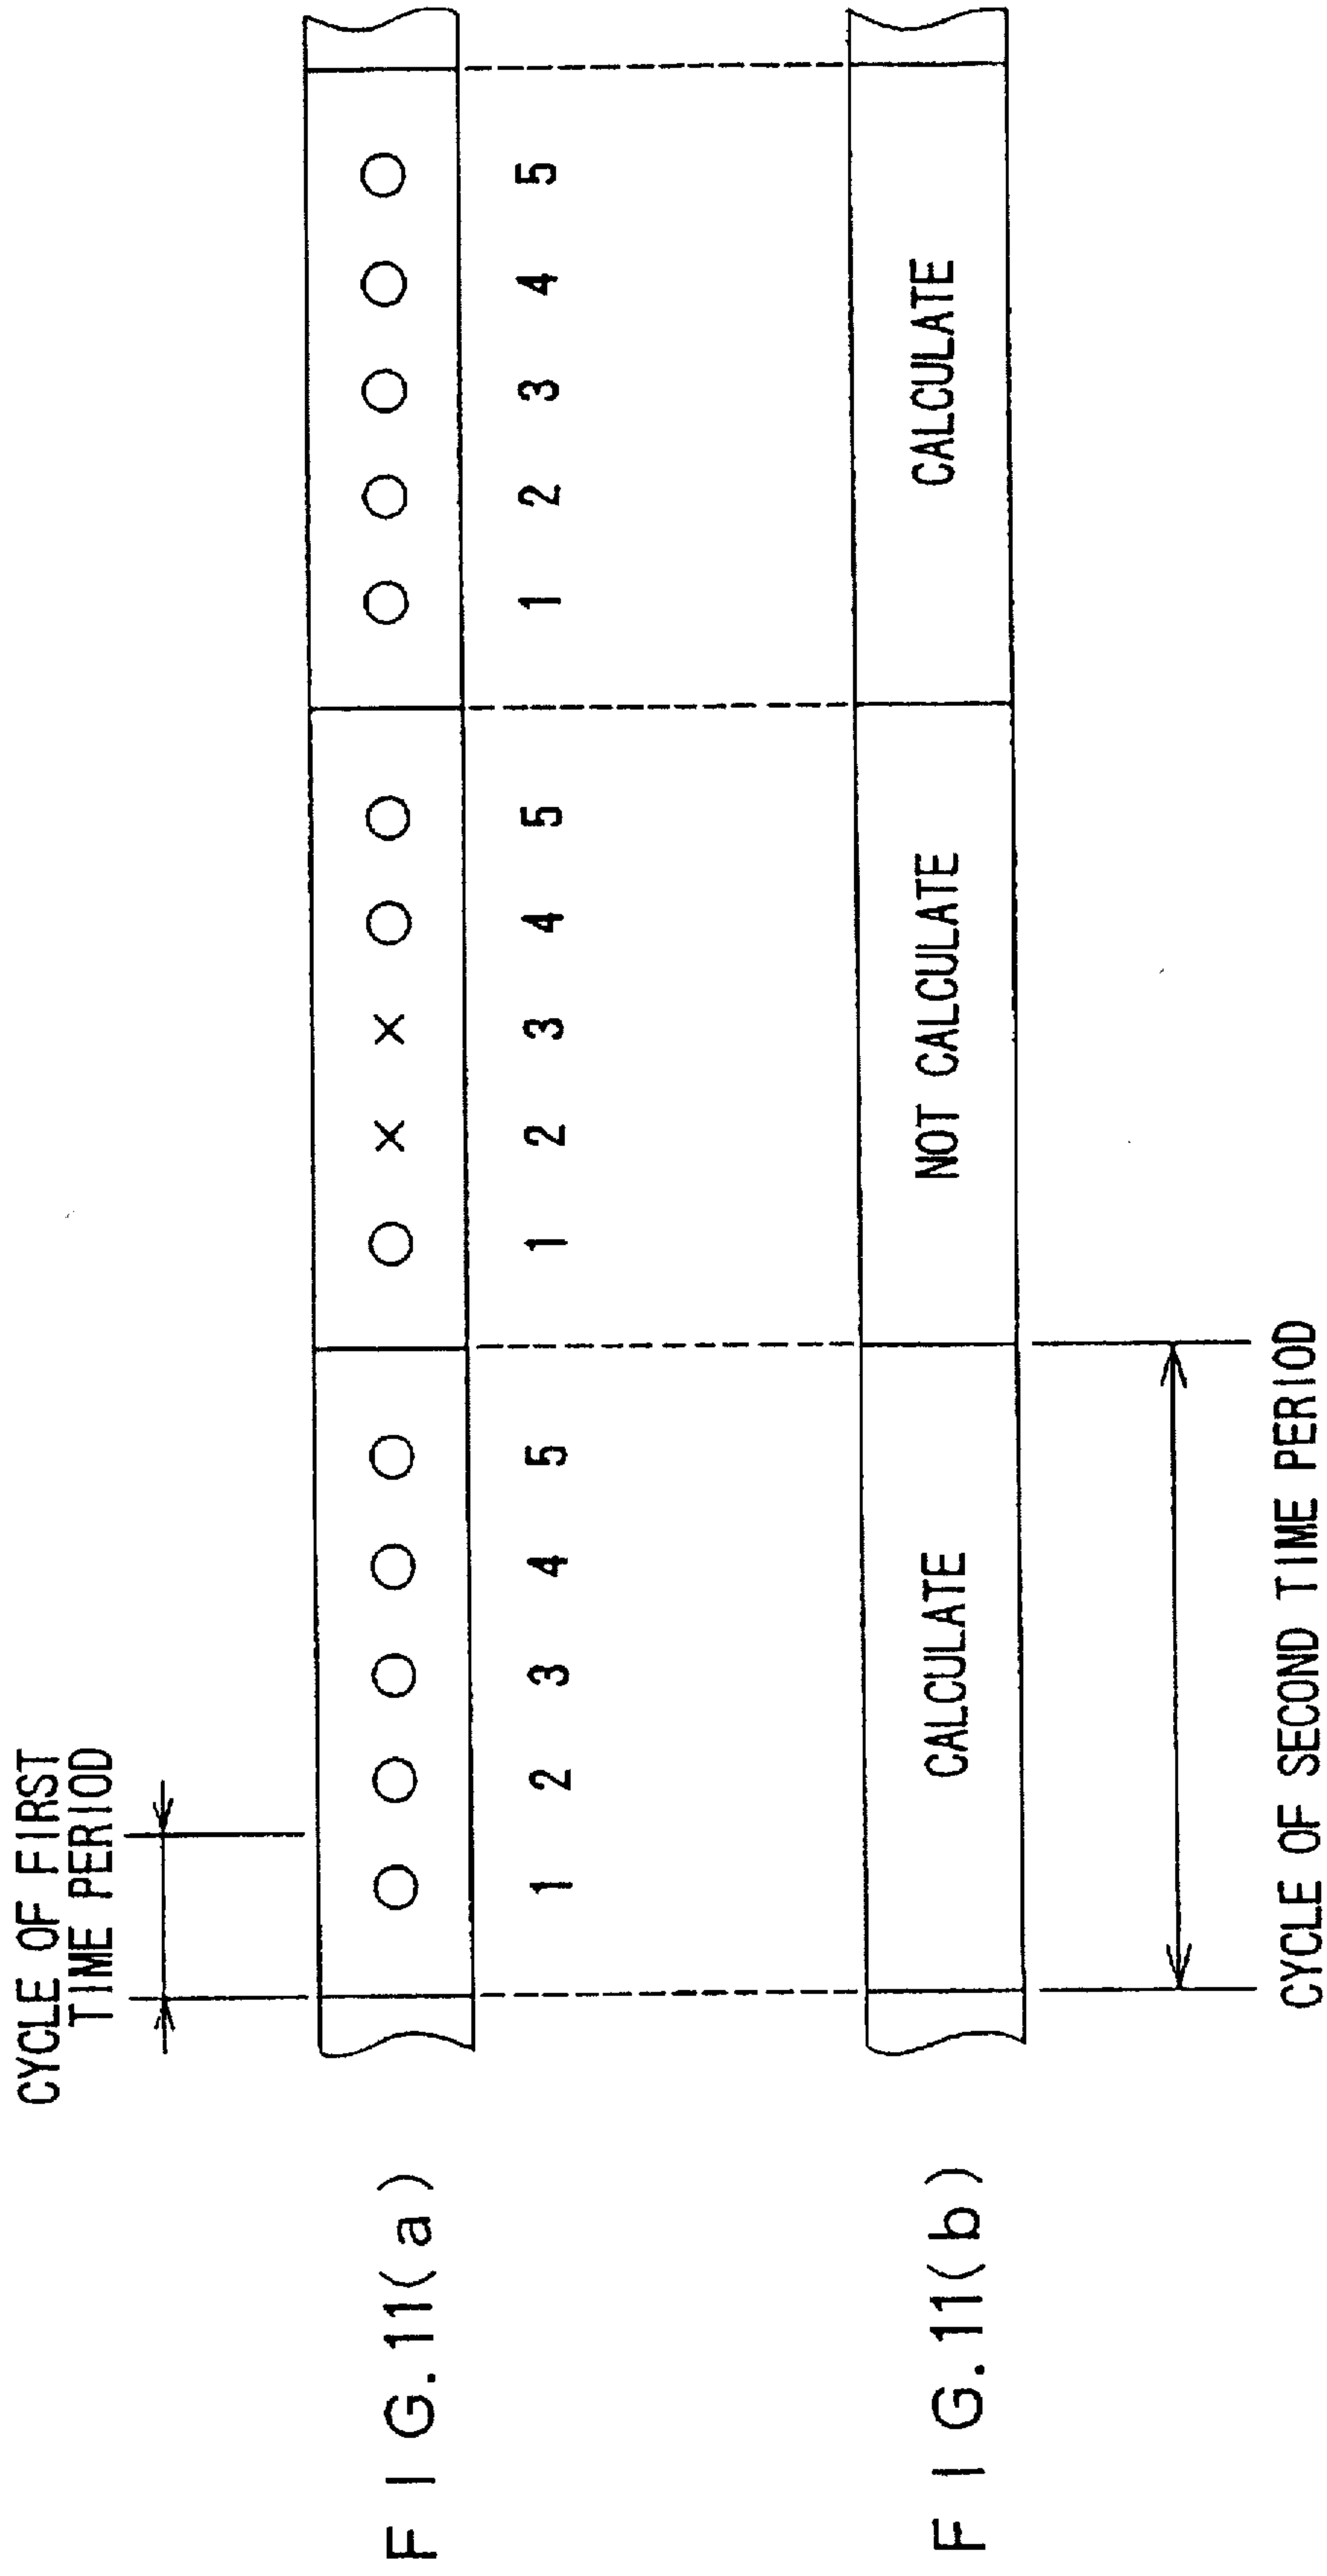 CYCLE OF FIRST
TIME PERIOD
F I G.11(a)
1 2 3 4 5 1 2 3 4 5 1 2 3 4 5
F I G.11(b)
CALCULATE NOT CALCULATE CALCULATE
CYCLE OF SECOND TIME PERIOD